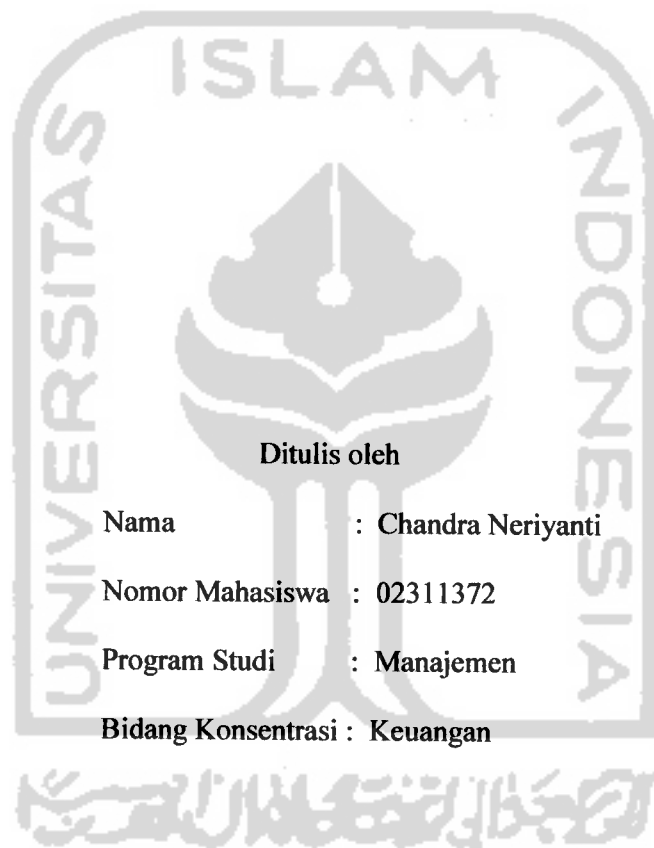 UNIVERSITAS
ISLAM
INDONESIA
Ditulis oleh
Nama : Chandra Neriyanti
Nomor Mahasiswa : 02311372
Program Studi : Manajemen
Bidang Konsentrasi : Keuangan